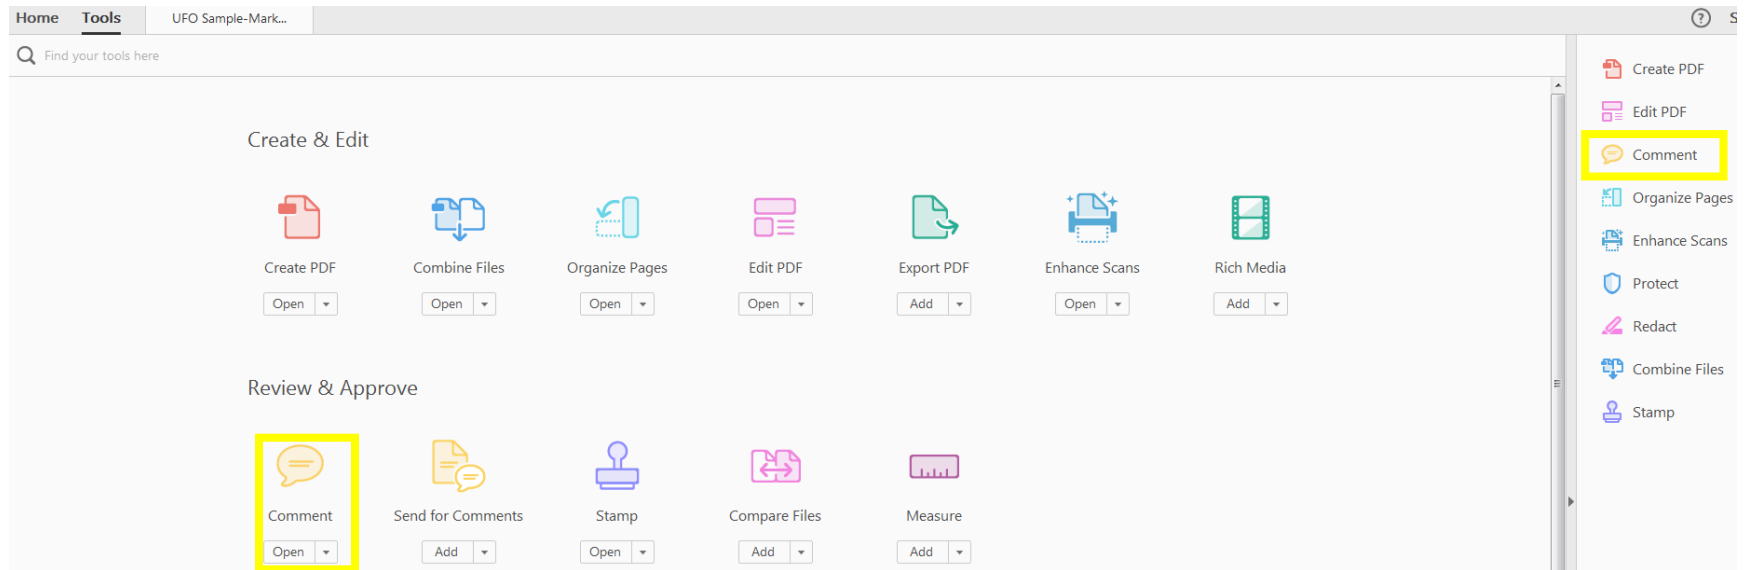 Home Tools UFO Sample-Mark... ? S
Find your tools here
Create & Edit
Create PDF Combine Files Organize Pages Edit PDF Export PDF Enhance Scans Rich Media
Open Open Open Open Add Open Add
Review & Approve
Comment Send for Comments Stamp Compare Files Measure
Open Add Open Add Add
Create PDF
Edit PDF
Comment
Organize Pages
Enhance Scans
Protect
Redact
Combine Files
Stamp